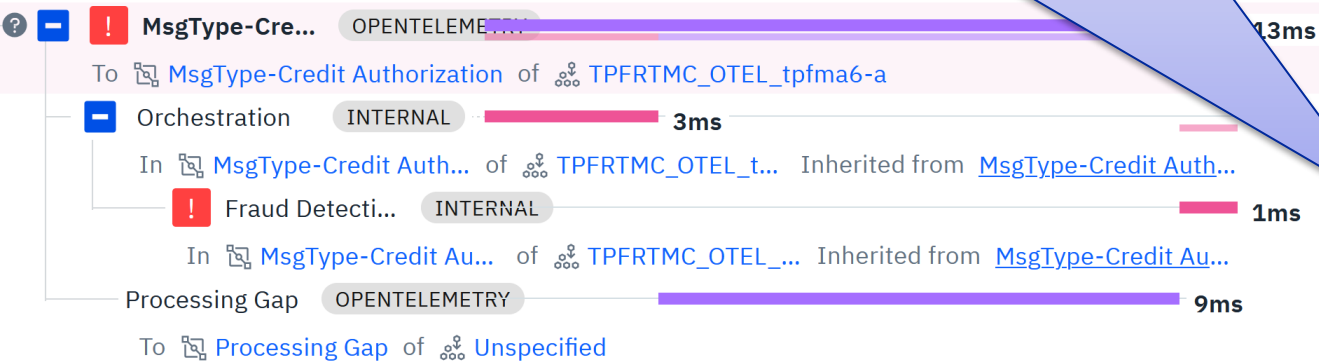 ? ! MsgType-Cre... OPENTELEMETRY 13ms
To MsgType-Credit Authorization of TPFRTMC_OTEL_tpfma6-a
Orchestration INTERNAL 3ms
In MsgType-Credit Auth... of TPFRTMC_OTEL_t... Inherited from MsgType-Credit Auth...
! Fraud Detecti... INTERNAL 1ms
In MsgType-Credit Au... of TPFRTMC_OTEL_... Inherited from MsgType-Credit Au...
Processing Gap OPENTELEMETRY 9ms
To Processing Gap of Unspecified